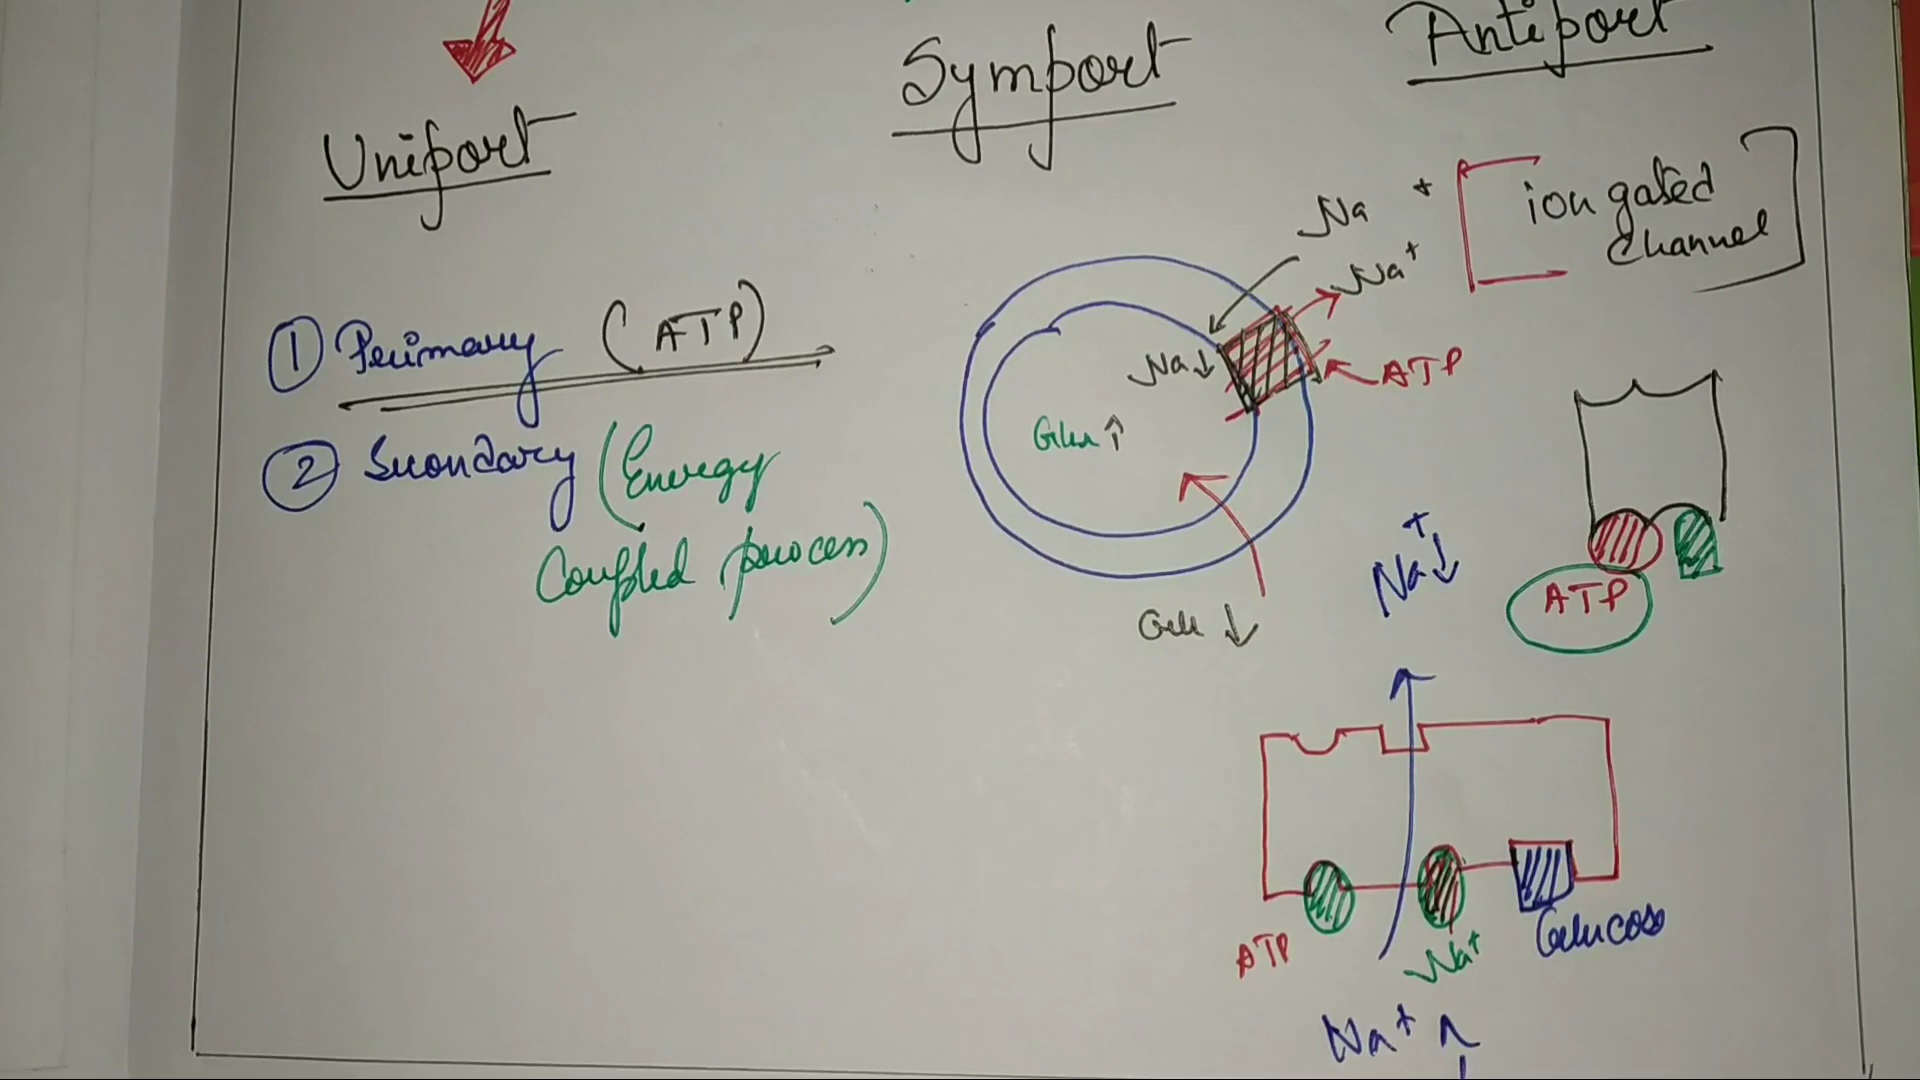 Uniport
Symport
Antiport
① Primary (ATP)
② Secondary (Energy
Coupled process)
Na +
Na+
[ion gated
channel]
Na↓
ATP
Glu ↑
Glu ↓
Na+↓
ATP
ATP
Na+
Glucose
Na+ ↑